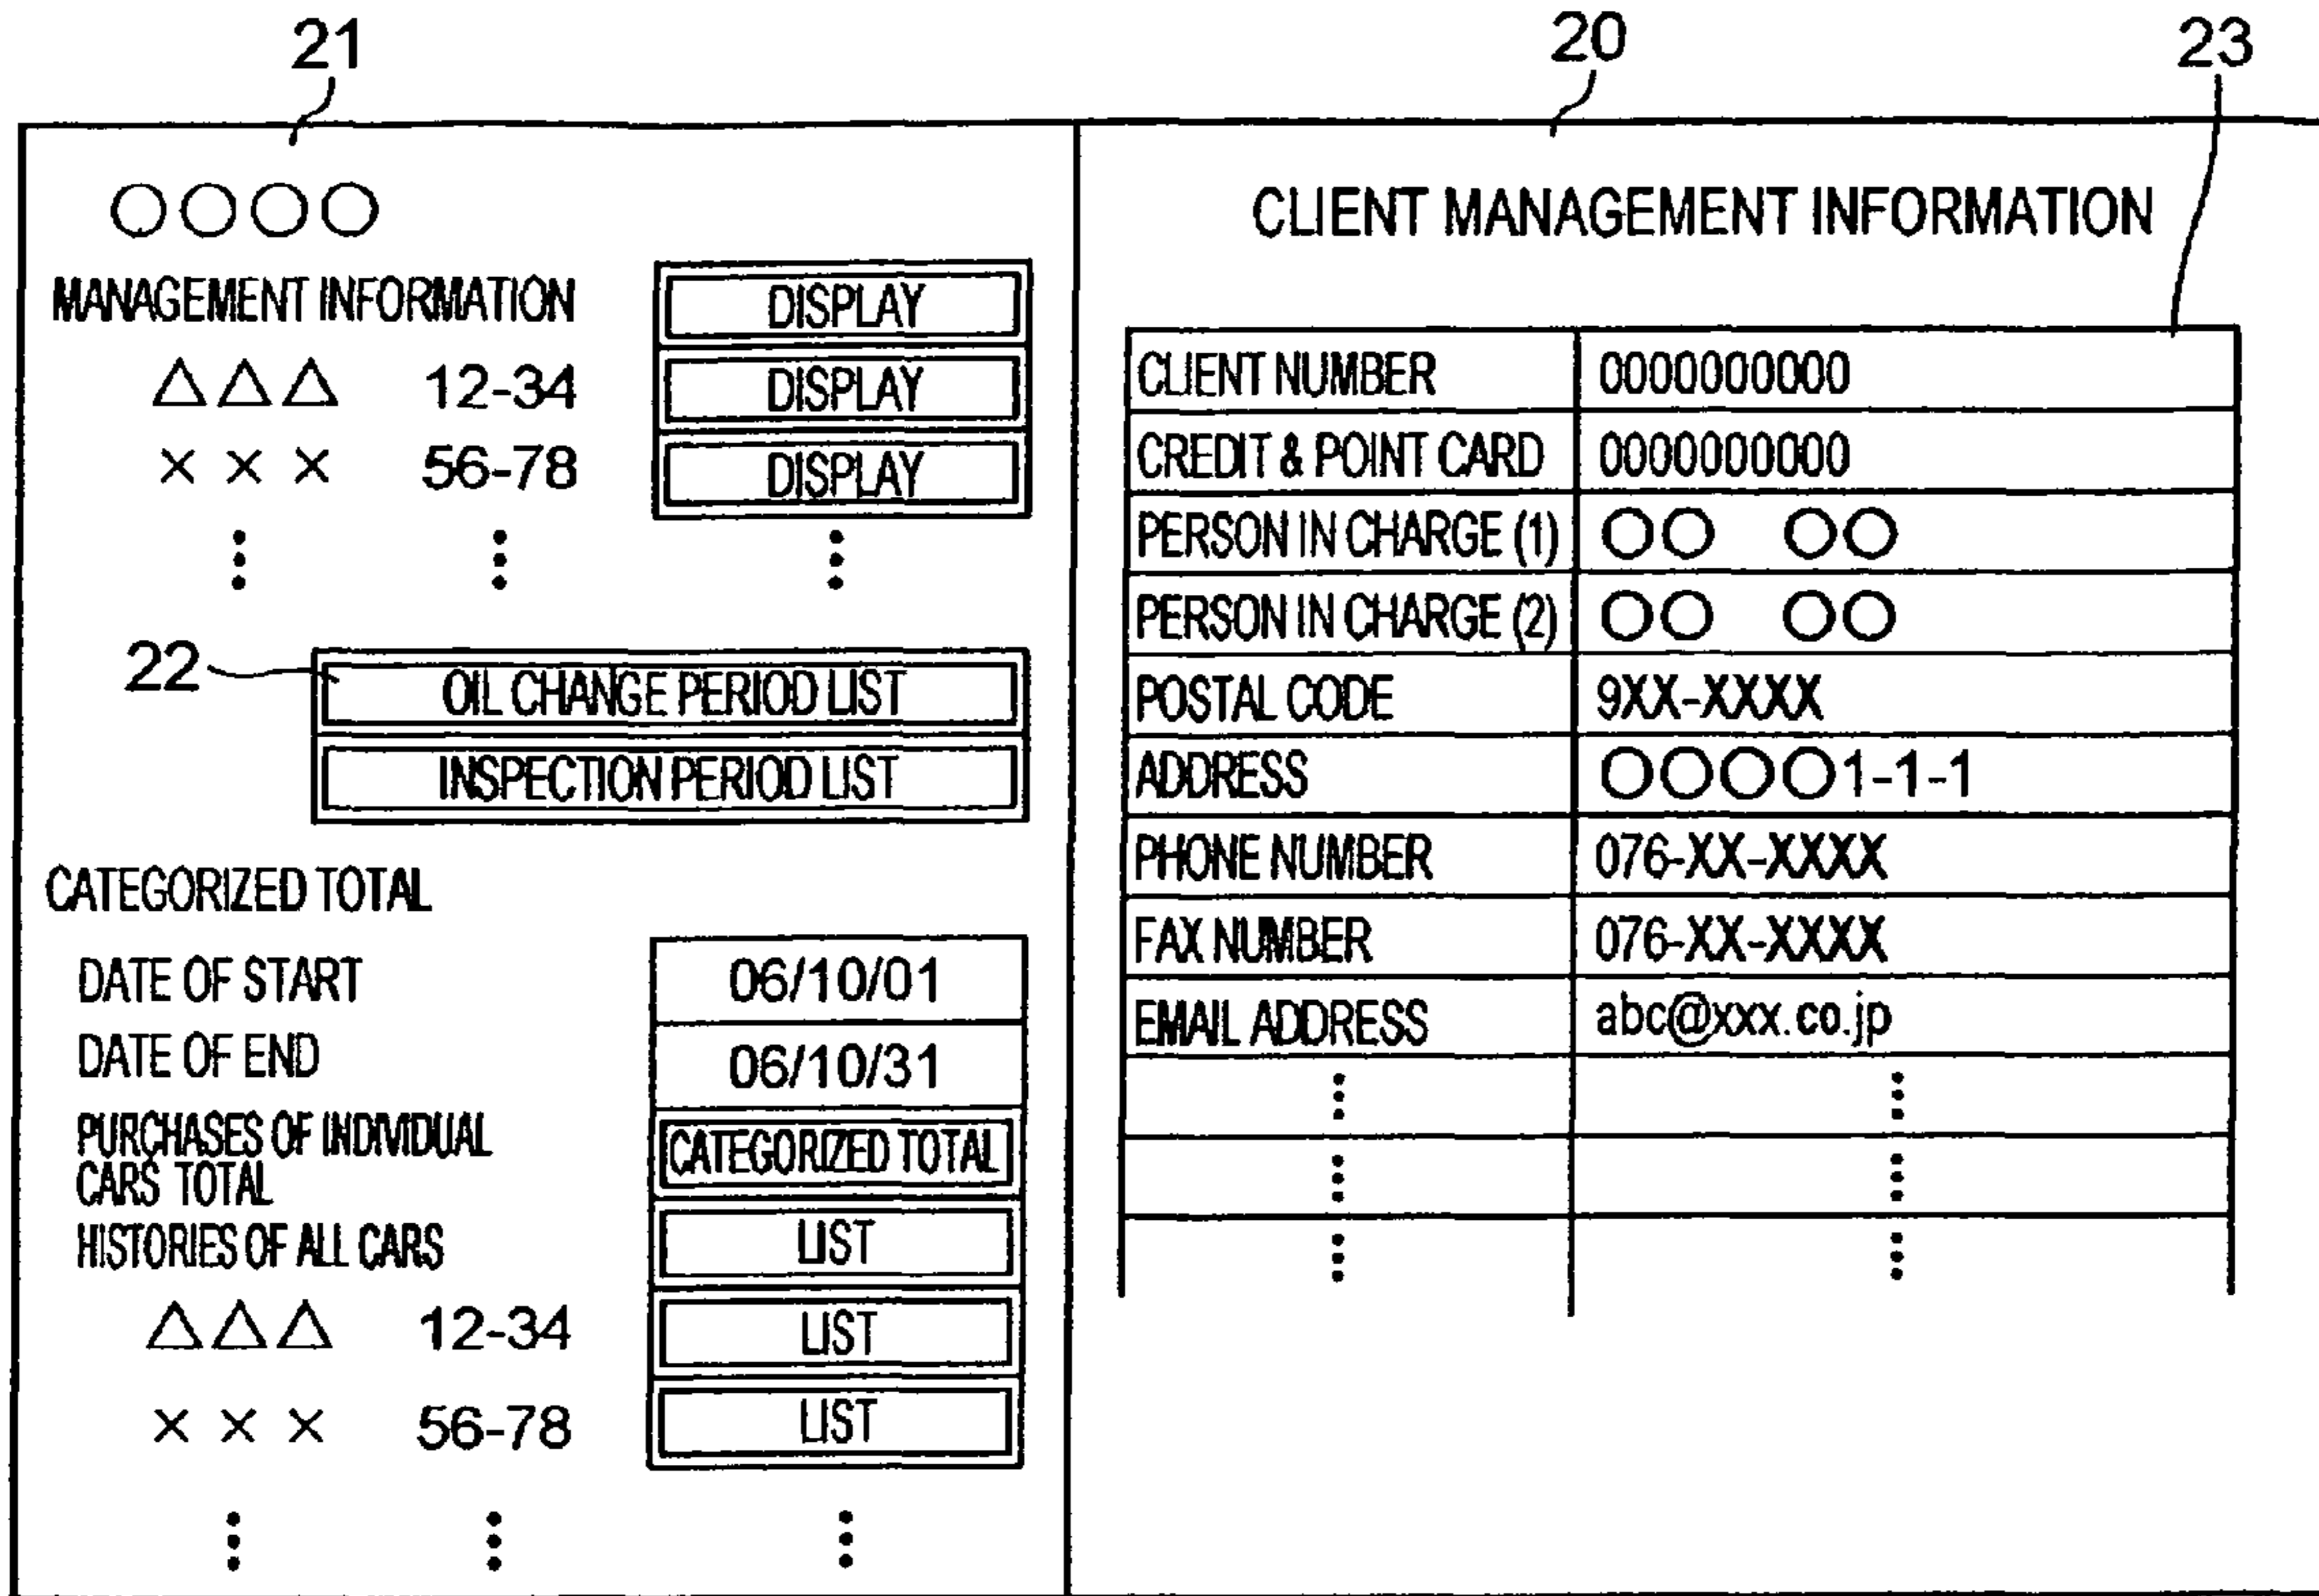 21
20
23
○○○○
MANAGEMENT INFORMATION DISPLAY
△△△ 12-34 DISPLAY
××× 56-78 DISPLAY
22
OIL CHANGE PERIOD LIST
INSPECTION PERIOD LIST
CATEGORIZED TOTAL
DATE OF START 06/10/01
DATE OF END 06/10/31
PURCHASES OF INDIVIDUAL
CARS TOTAL
CATEGORIZED TOTAL
HISTORIES OF ALL CARS LIST
△△△ 12-34 LIST
××× 56-78 LIST
CLIENT MANAGEMENT INFORMATION
CLIENT NUMBER 0000000000
CREDIT & POINT CARD 0000000000
PERSON IN CHARGE (1) ○○ ○○
PERSON IN CHARGE (2) ○○ ○○
POSTAL CODE 9XX-XXXX
ADDRESS ○○○○1-1-1
PHONE NUMBER 076-XX-XXXX
FAX NUMBER 076-XX-XXXX
EMAIL ADDRESS abc@xxx.co.jp